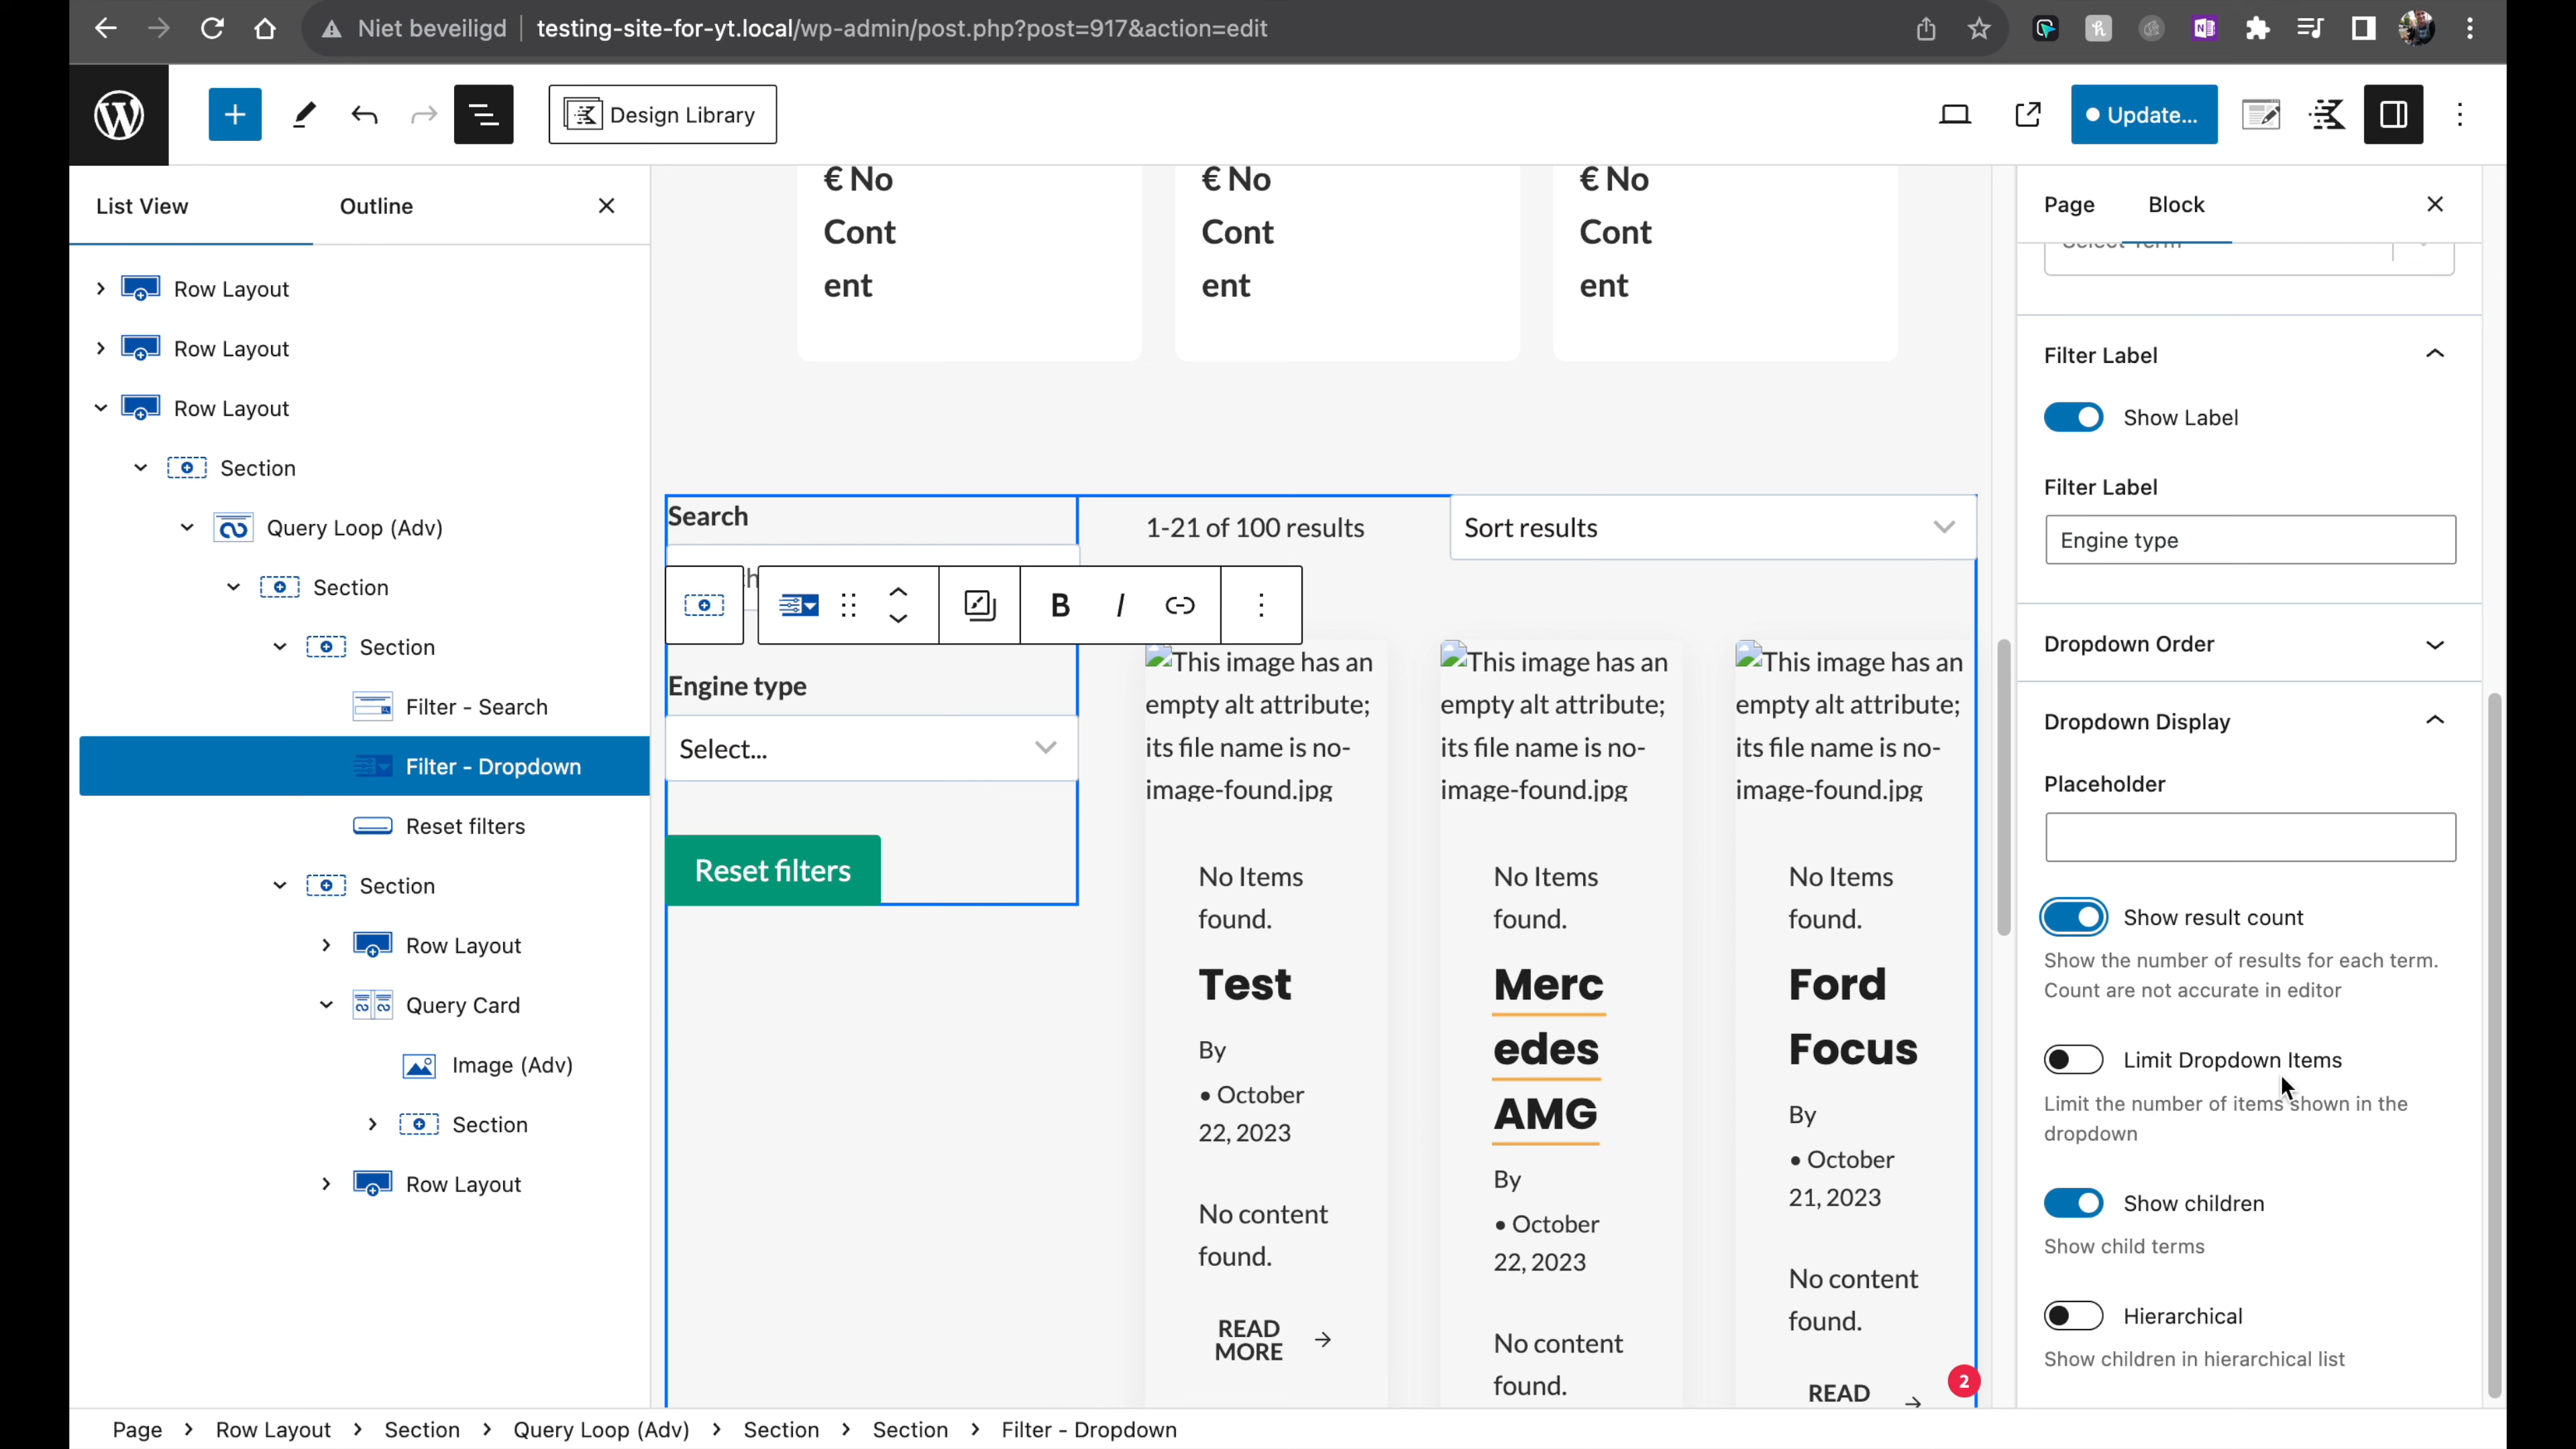 Niet beveiligd testing-site-for-yt.local/wp-admin/post.php?post=917&action=edit
Design Library
Update...
List View Outline
Row Layout
Row Layout
Row Layout
Section
Query Loop (Adv)
Section
Section
Filter - Search
Filter - Dropdown
Reset filters
Section
Row Layout
Query Card
Image (Adv)
Section
Row Layout
€ No
Cont
ent
€ No
Cont
ent
€ No
Cont
ent
Search
Engine type
Select...
Reset filters
1-21 of 100 results
Sort results
This image has an
empty alt attribute;
its file name is no-
image-found.jpg
No Items
found.
Test
By
• October
22, 2023
No content
found.
READ
MORE
This image has an
empty alt attribute;
its file name is no-
image-found.jpg
No Items
found.
Merc
edes
AMG
By
• October
22, 2023
No content
found.
This image has an
empty alt attribute;
its file name is no-
image-found.jpg
No Items
found.
Ford
Focus
By
• October
21, 2023
No content
found.
READ
2
Page Block
Filter Label
Show Label
Filter Label
Engine type
Dropdown Order
Dropdown Display
Placeholder
Show result count
Show the number of results for each term.
Count are not accurate in editor
Limit Dropdown Items
Limit the number of items shown in the
dropdown
Show children
Show child terms
Hierarchical
Show children in hierarchical list
Page > Row Layout > Section > Query Loop (Adv) > Section > Section > Filter - Dropdown